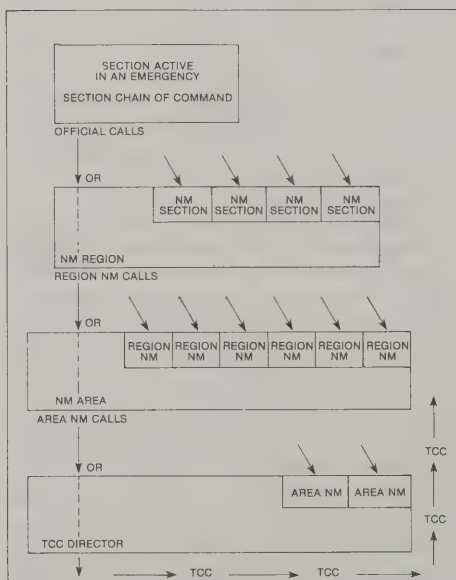 SECTION ACTIVE
IN AN EMERGENCY
SECTION CHAIN OF COMMAND
OFFICIAL CALLS
OR
NM SECTION NM SECTION NM SECTION NM SECTION
NM REGION
REGION NM CALLS
OR
REGION NM REGION NM REGION NM REGION NM REGION NM REGION NM
NM AREA
AREA NM CALLS
TCC
OR
AREA NM AREA NM
TCC
TCC DIRECTOR
TCC TCC